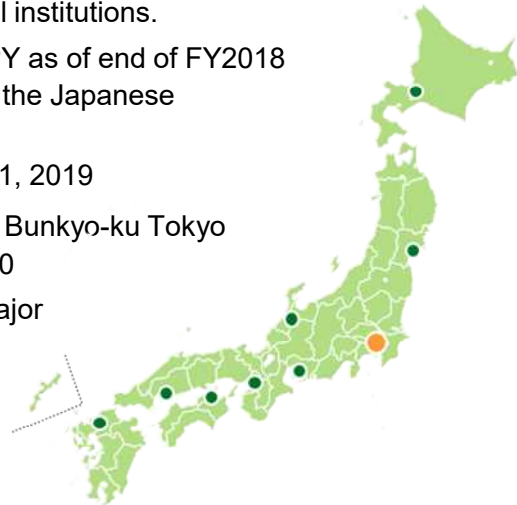 l institutions.
Y as of end of FY2018
the Japanese
1, 2019
Bunkyo-ku Tokyo
0
ajor